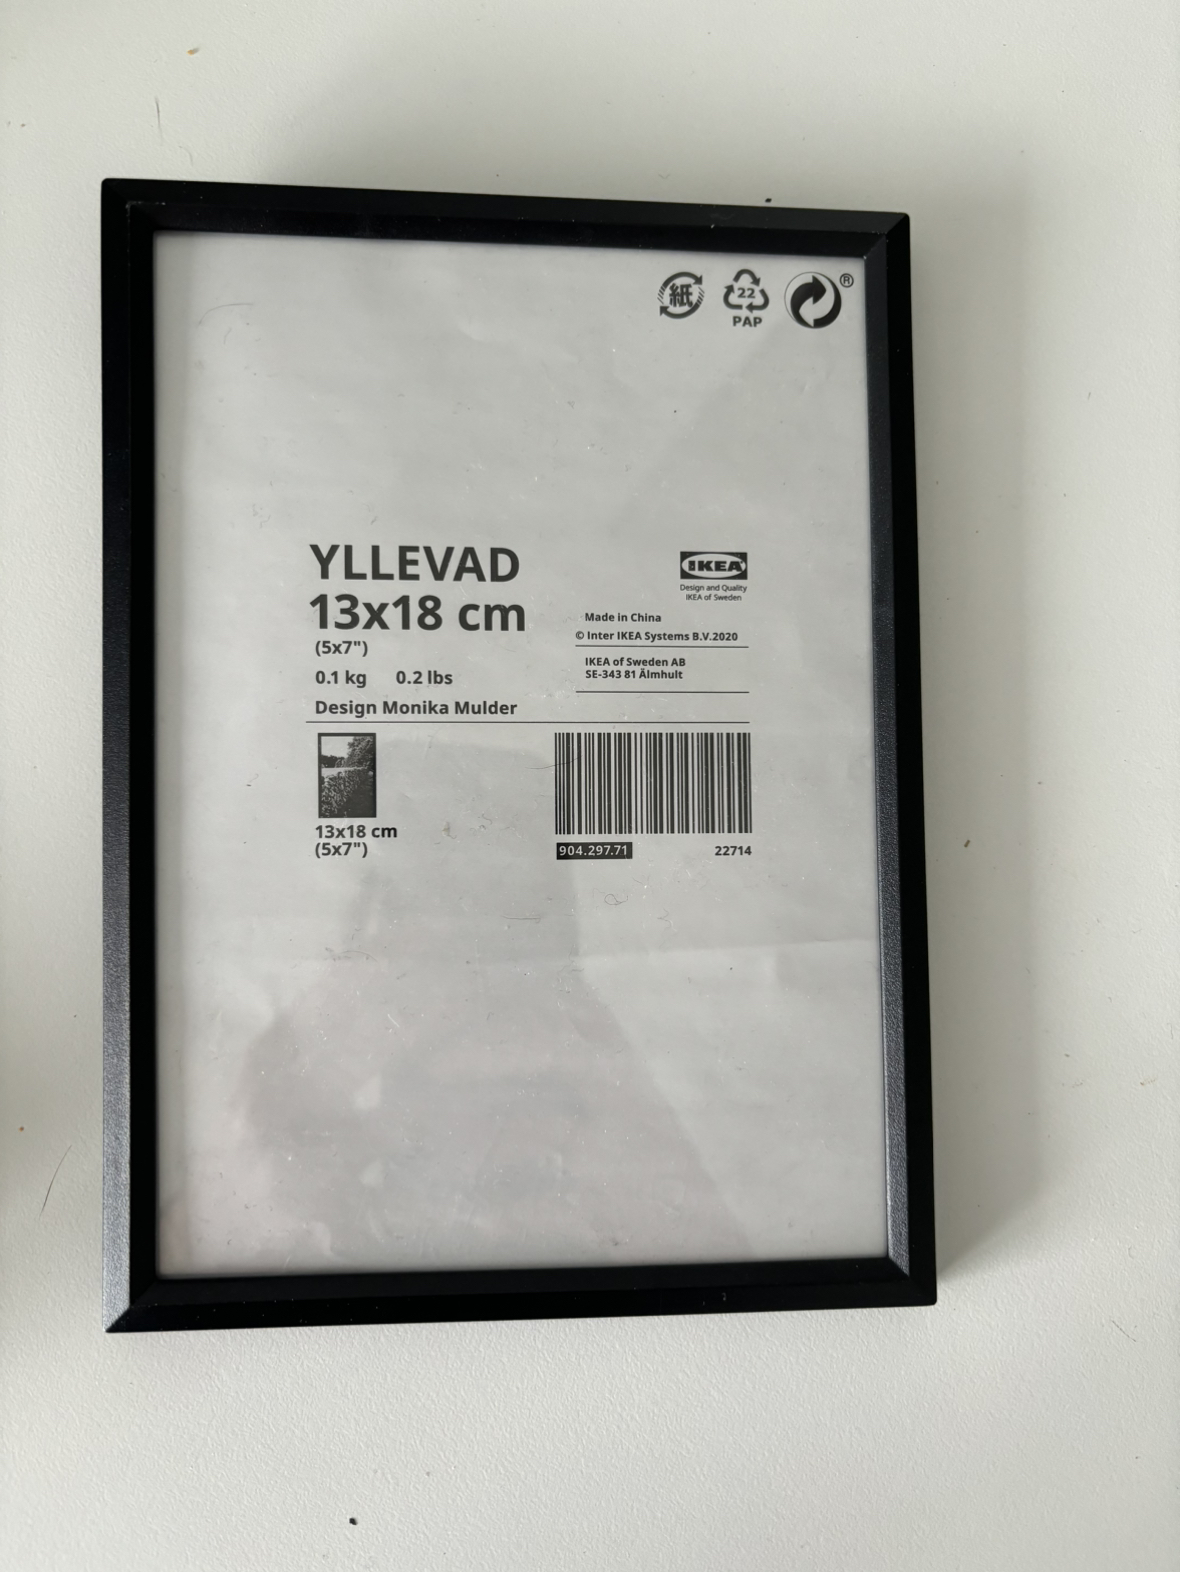 紙
22
PAP
®
YLLEVAD
13x18 cm
(5x7")
0.1 kg 0.2 lbs
Design Monika Mulder
IKEA
Design and Quality
IKEA of Sweden
Made in China
© Inter IKEA Systems B.V.2020
IKEA of Sweden AB
SE-343 81 Älmhult
13x18 cm
(5x7")
904.297.71
22714